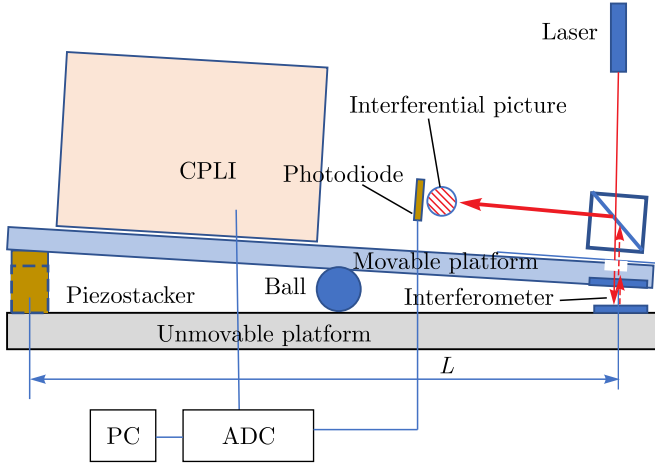 Laser
Interferential picture
CPLI
Photodiode
Movable platform
Piezostacker
Ball
Interferometer
Unmovable platform
L
PC
ADC